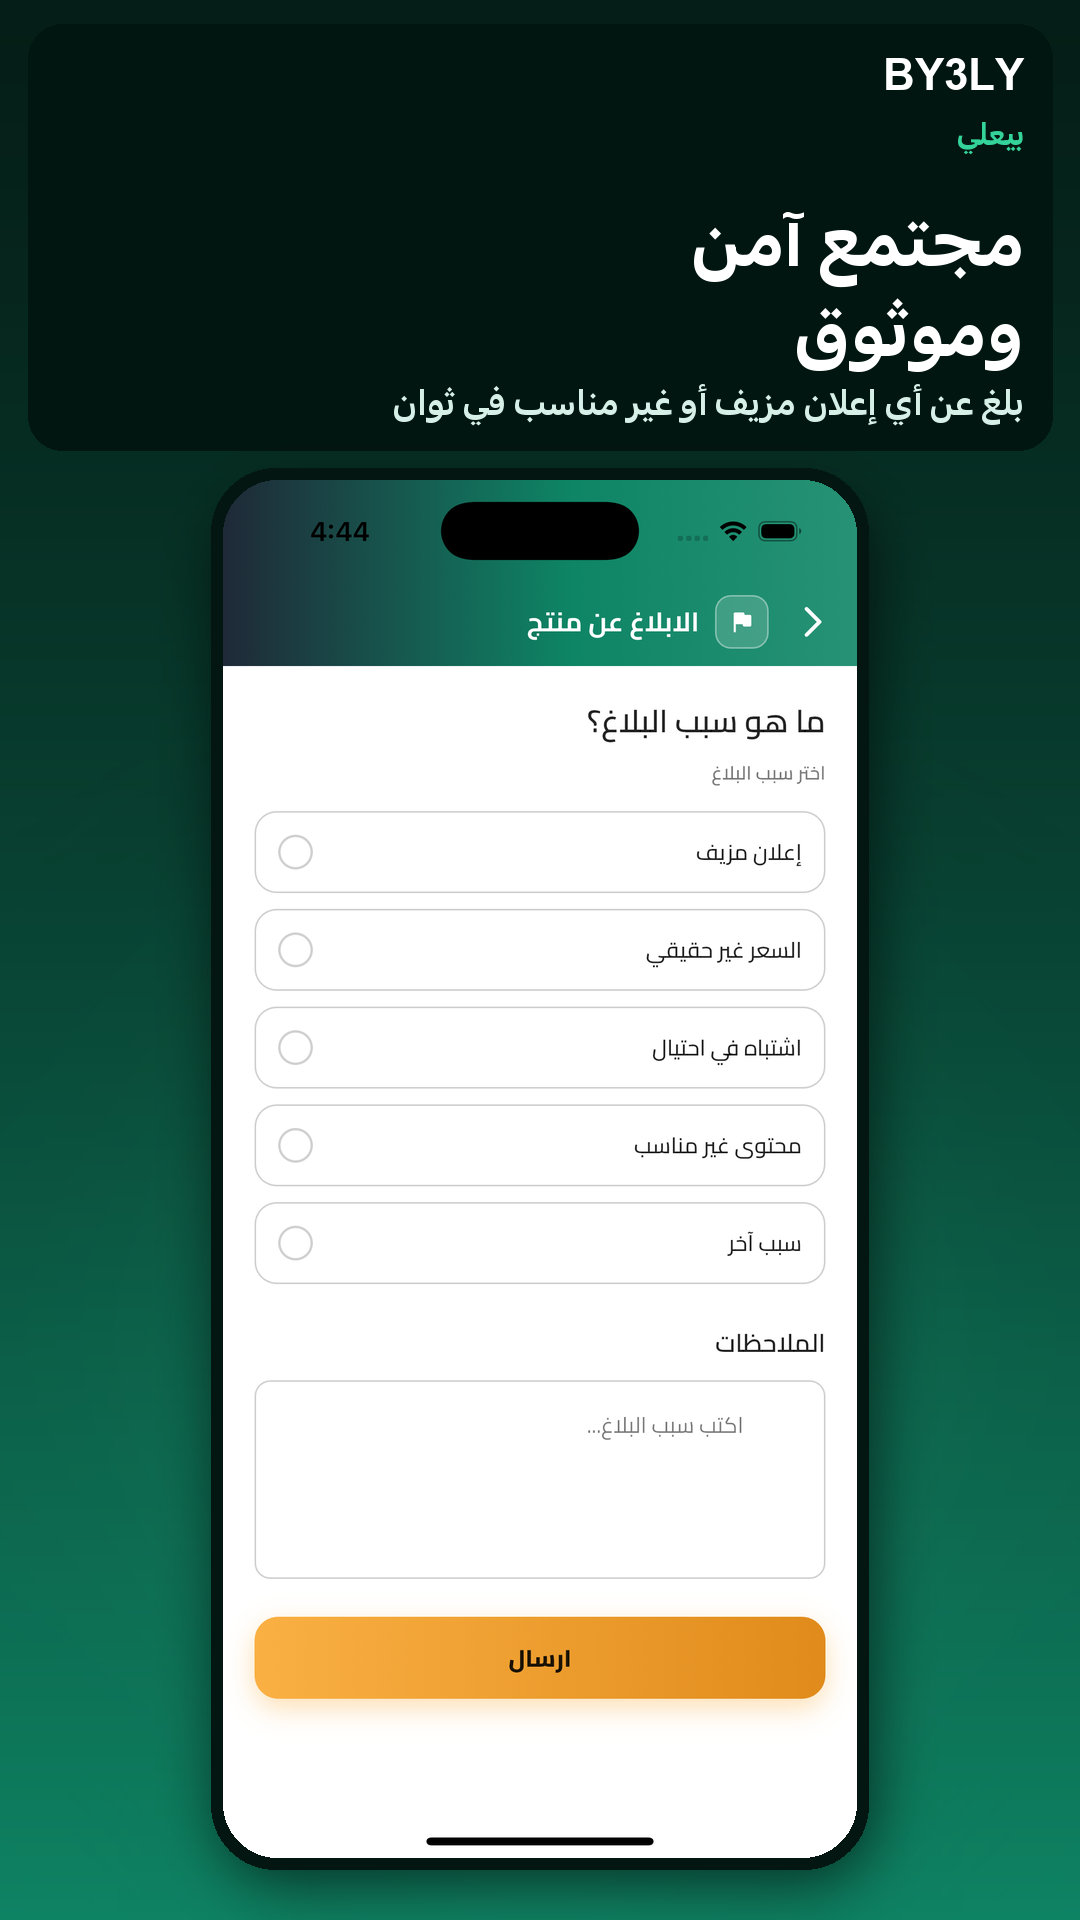 BY3LY
بيعلي
مجتمع آمن
وموثوق
بلغ عن أي إعلان مزيف أو غير مناسب في ثوان
4:44
الابلاغ عن منتج
ما هو سبب البلاغ؟
اختر سبب البلاغ
إعلان مزيف
السعر غير حقيقي
اشتباه في احتيال
محتوى غير مناسب
سبب آخر
الملاحظات
اكتب سبب البلاغ...
ارسال